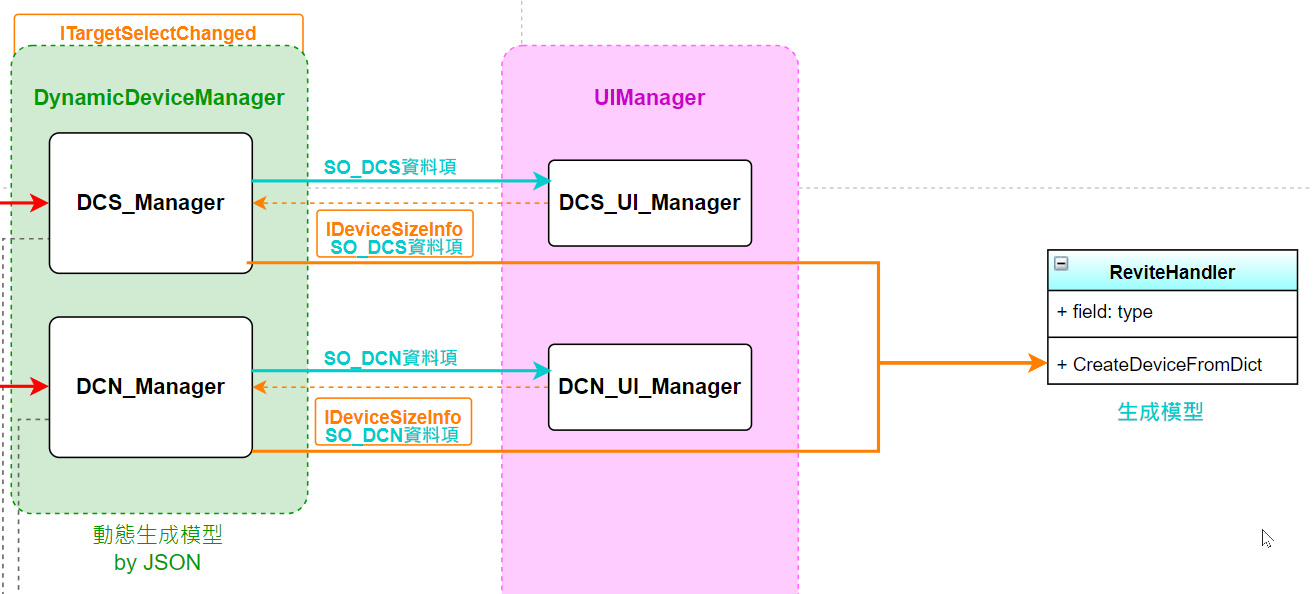 ITargetSelectChanged
DynamicDeviceManager
UIManager
SO_DCS資料項
DCS_Manager
DCS_UI_Manager
IDeviceSizeInfo
SO_DCS資料項
ReviteHandler
+ field: type
+ CreateDeviceFromDict
生成模型
SO_DCN資料項
DCN_Manager
DCN_UI_Manager
IDeviceSizeInfo
SO_DCN資料項
動態生成模型
by JSON